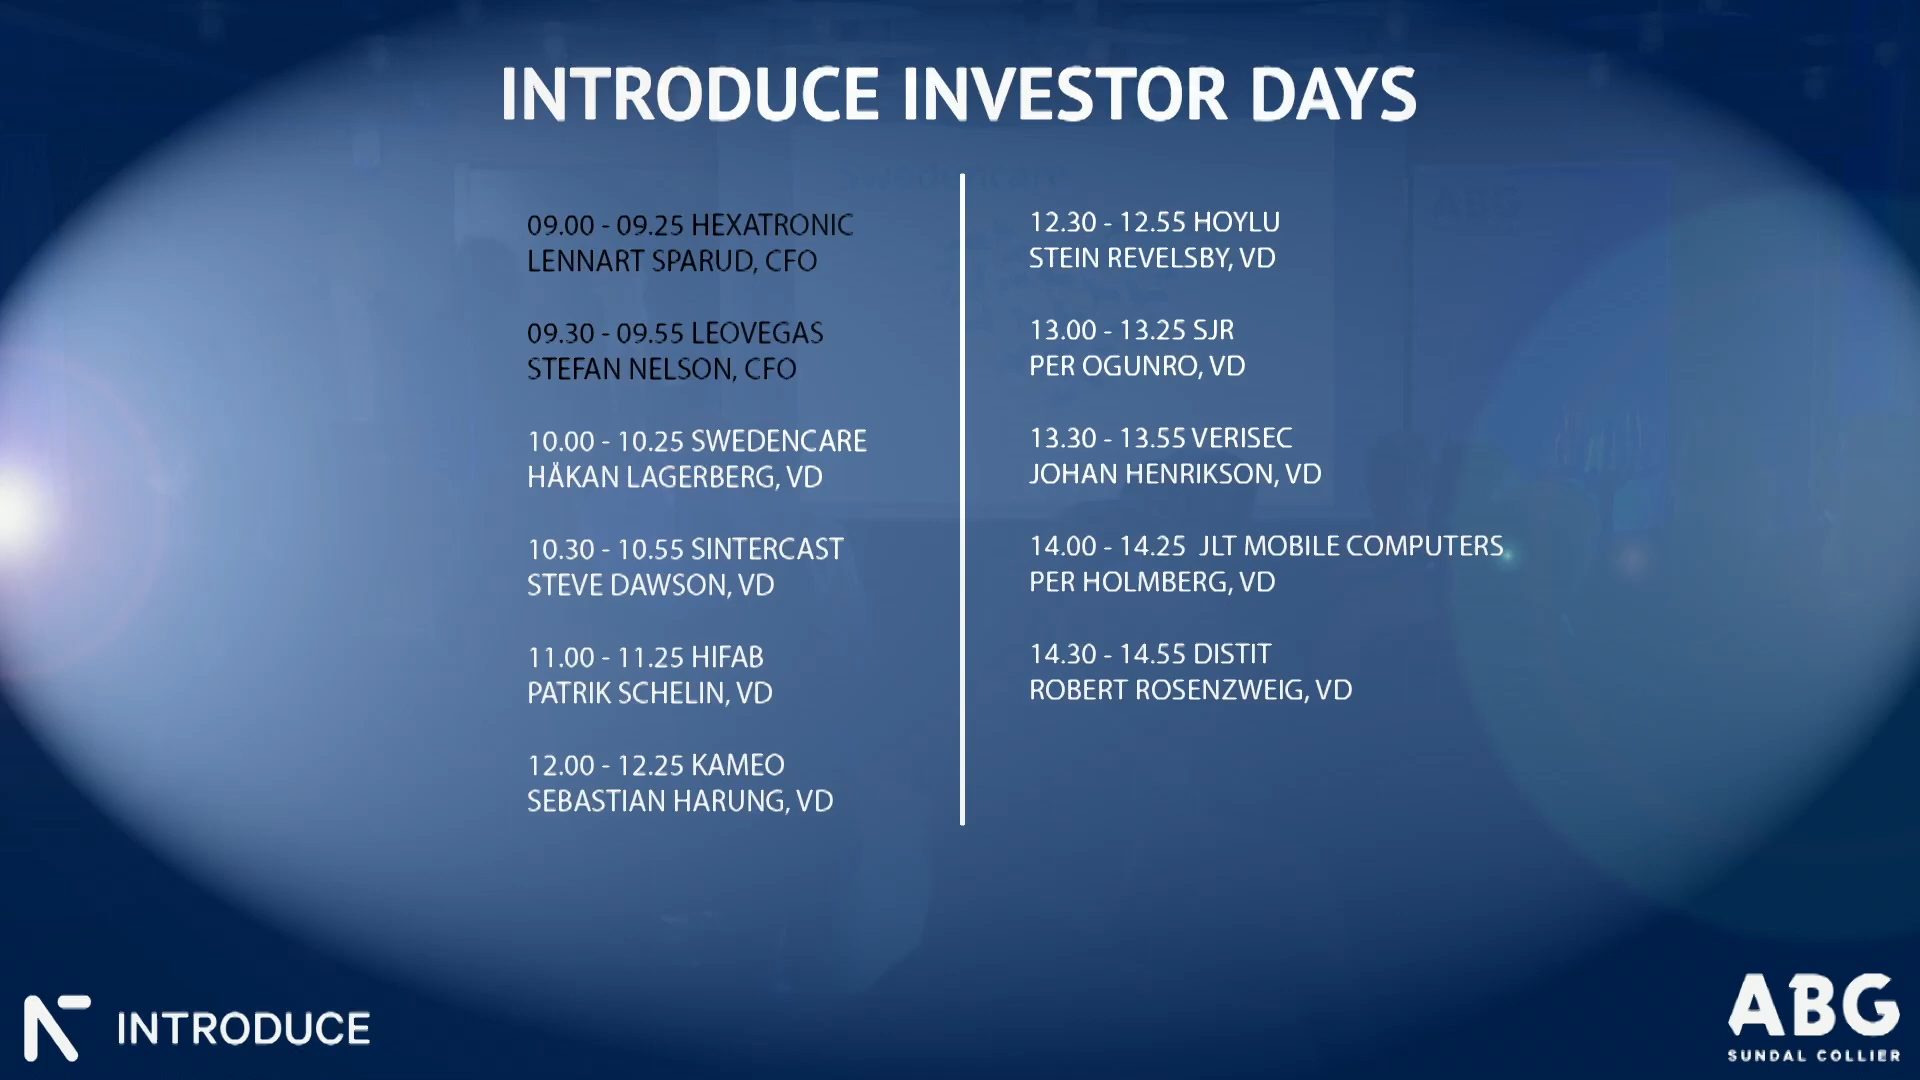 INTRODUCE INVESTOR DAYS
09.00 - 09.25 HEXATRONIC
LENNART SPARUD, CFO
09.30 - 09.55 LEOVEGAS
STEFAN NELSON, CFO
10.00 - 10.25 SWEDENCARE
HÅKAN LAGERBERG, VD
10.30 - 10.55 SINTERCAST
STEVE DAWSON, VD
11.00 - 11.25 HIFAB
PATRIK SCHELIN, VD
12.00 - 12.25 KAMEO
SEBASTIAN HARUNG, VD
12.30 - 12.55 HOYLU
STEIN REVELSBY, VD
13.00 - 13.25 SJR
PER OGUNRO, VD
13.30 - 13.55 VERISEC
JOHAN HENRIKSON, VD
14.00 - 14.25 JLT MOBILE COMPUTERS
PER HOLMBERG, VD
14.30 - 14.55 DISTIT
ROBERT ROSENZWEIG, VD
INTRODUCE
ABG
SUNDAL COLLIER
Swedencare
ABG